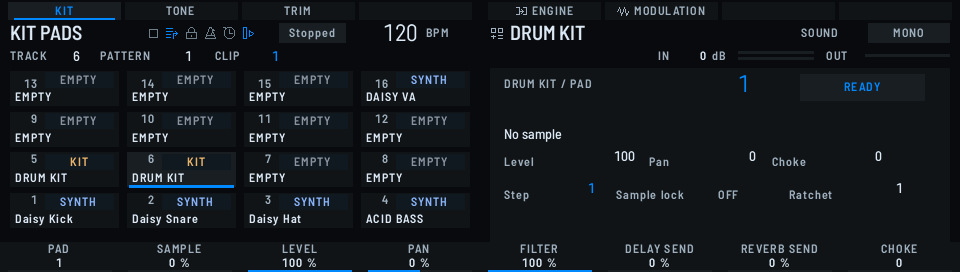 KIT TONE TRIM ENGINE MODULATION
KIT PADS Stopped 120 BPM DRUM KIT SOUND MONO
TRACK 6 PATTERN 1 CLIP 1 IN 0 dB OUT
13 EMPTY 14 EMPTY 15 EMPTY 16 SYNTH
EMPTY EMPTY EMPTY DAISY VA
DRUM KIT / PAD 1 READY
9 EMPTY 10 EMPTY 11 EMPTY 12 EMPTY
EMPTY EMPTY EMPTY EMPTY
No sample
5 KIT 6 KIT 7 EMPTY 8 EMPTY
DRUM KIT DRUM KIT EMPTY EMPTY
Level 100 Pan 0 Choke 0
1 SYNTH 2 SYNTH 3 SYNTH 4 SYNTH
Daisy Kick Daisy Snare Daisy Hat ACID BASS
Step 1 Sample lock OFF Ratchet 1
PAD SAMPLE LEVEL PAN FILTER DELAY SEND REVERB SEND CHOKE
1 0 % 100 % 0 % 100 % 0 % 0 % 0